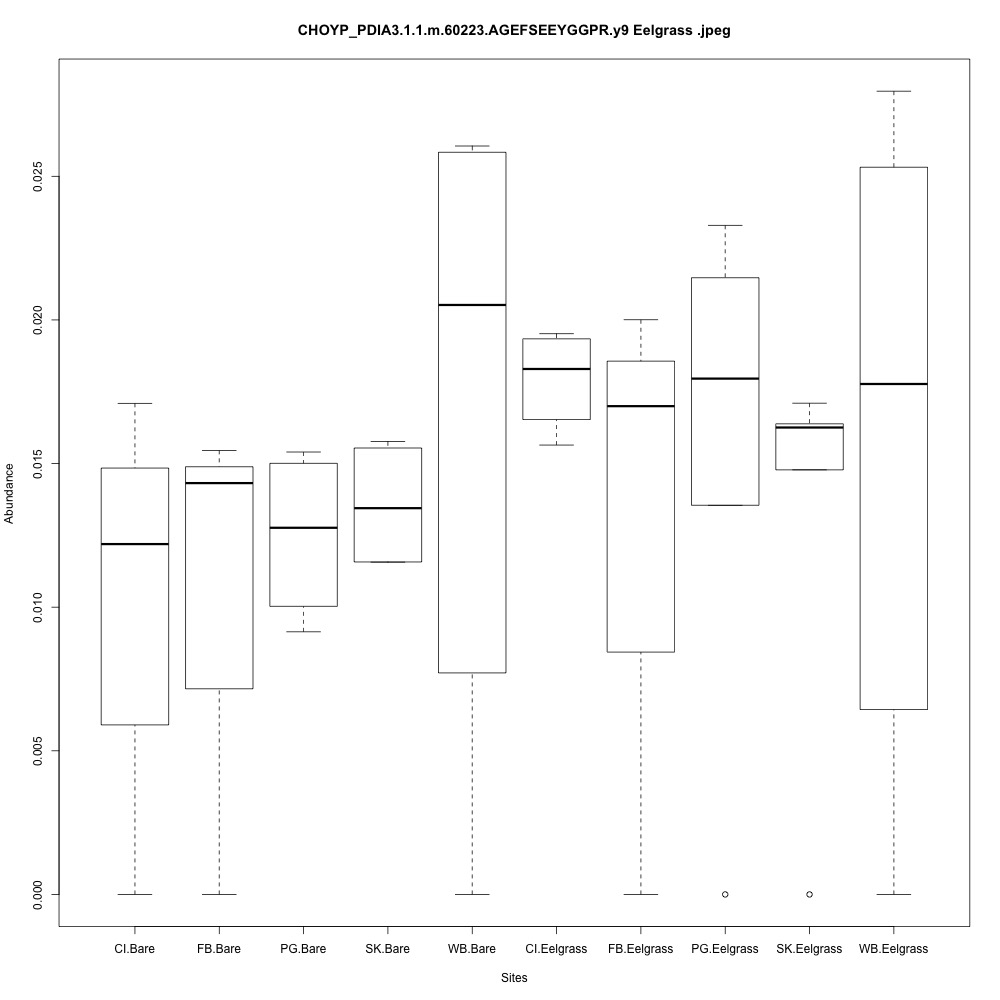 CHOYP_PDIA3.1.1.m.60223.AGEFSEEYGGPR.y9 Eelgrass .jpeg
Abundance
0.025
0.020
0.015
0.010
0.005
0.000
CI.Bare FB.Bare PG.Bare SK.Bare WB.Bare CI.Eelgrass FB.Eelgrass PG.Eelgrass SK.Eelgrass WB.Eelgrass
Sites